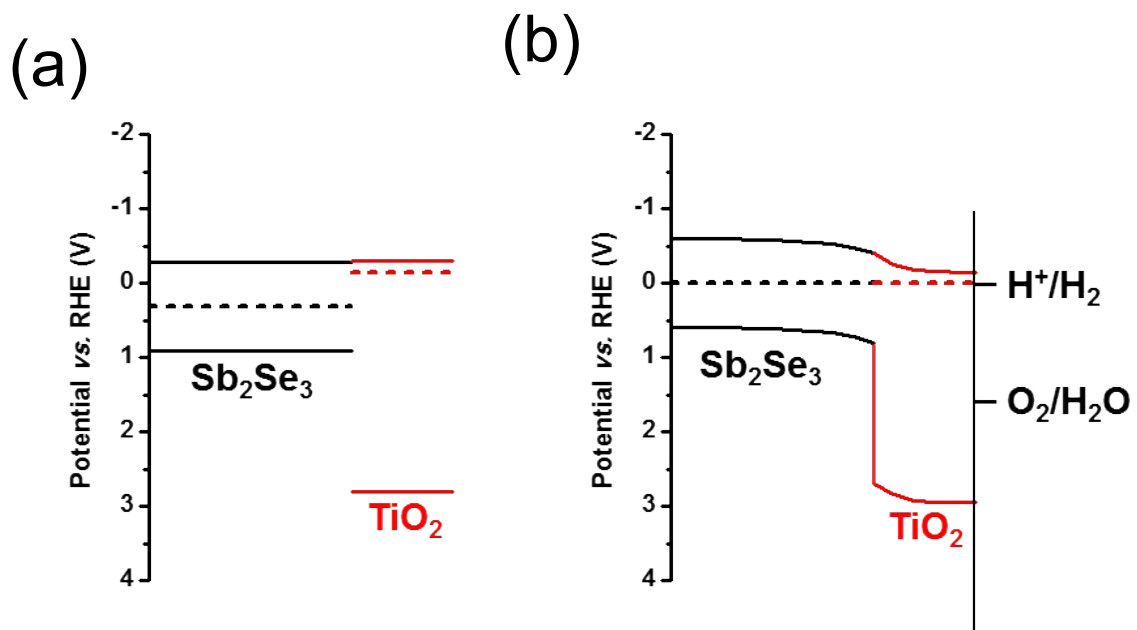 (a)
Potential vs. RHE (V)
-2
-1
0
1
2
3
4
Sb₂Se₃
TiO₂
(b)
Potential vs. RHE (V)
-2
-1
0
1
2
3
4
Sb₂Se₃
TiO₂
H⁺/H₂
O₂/H₂O